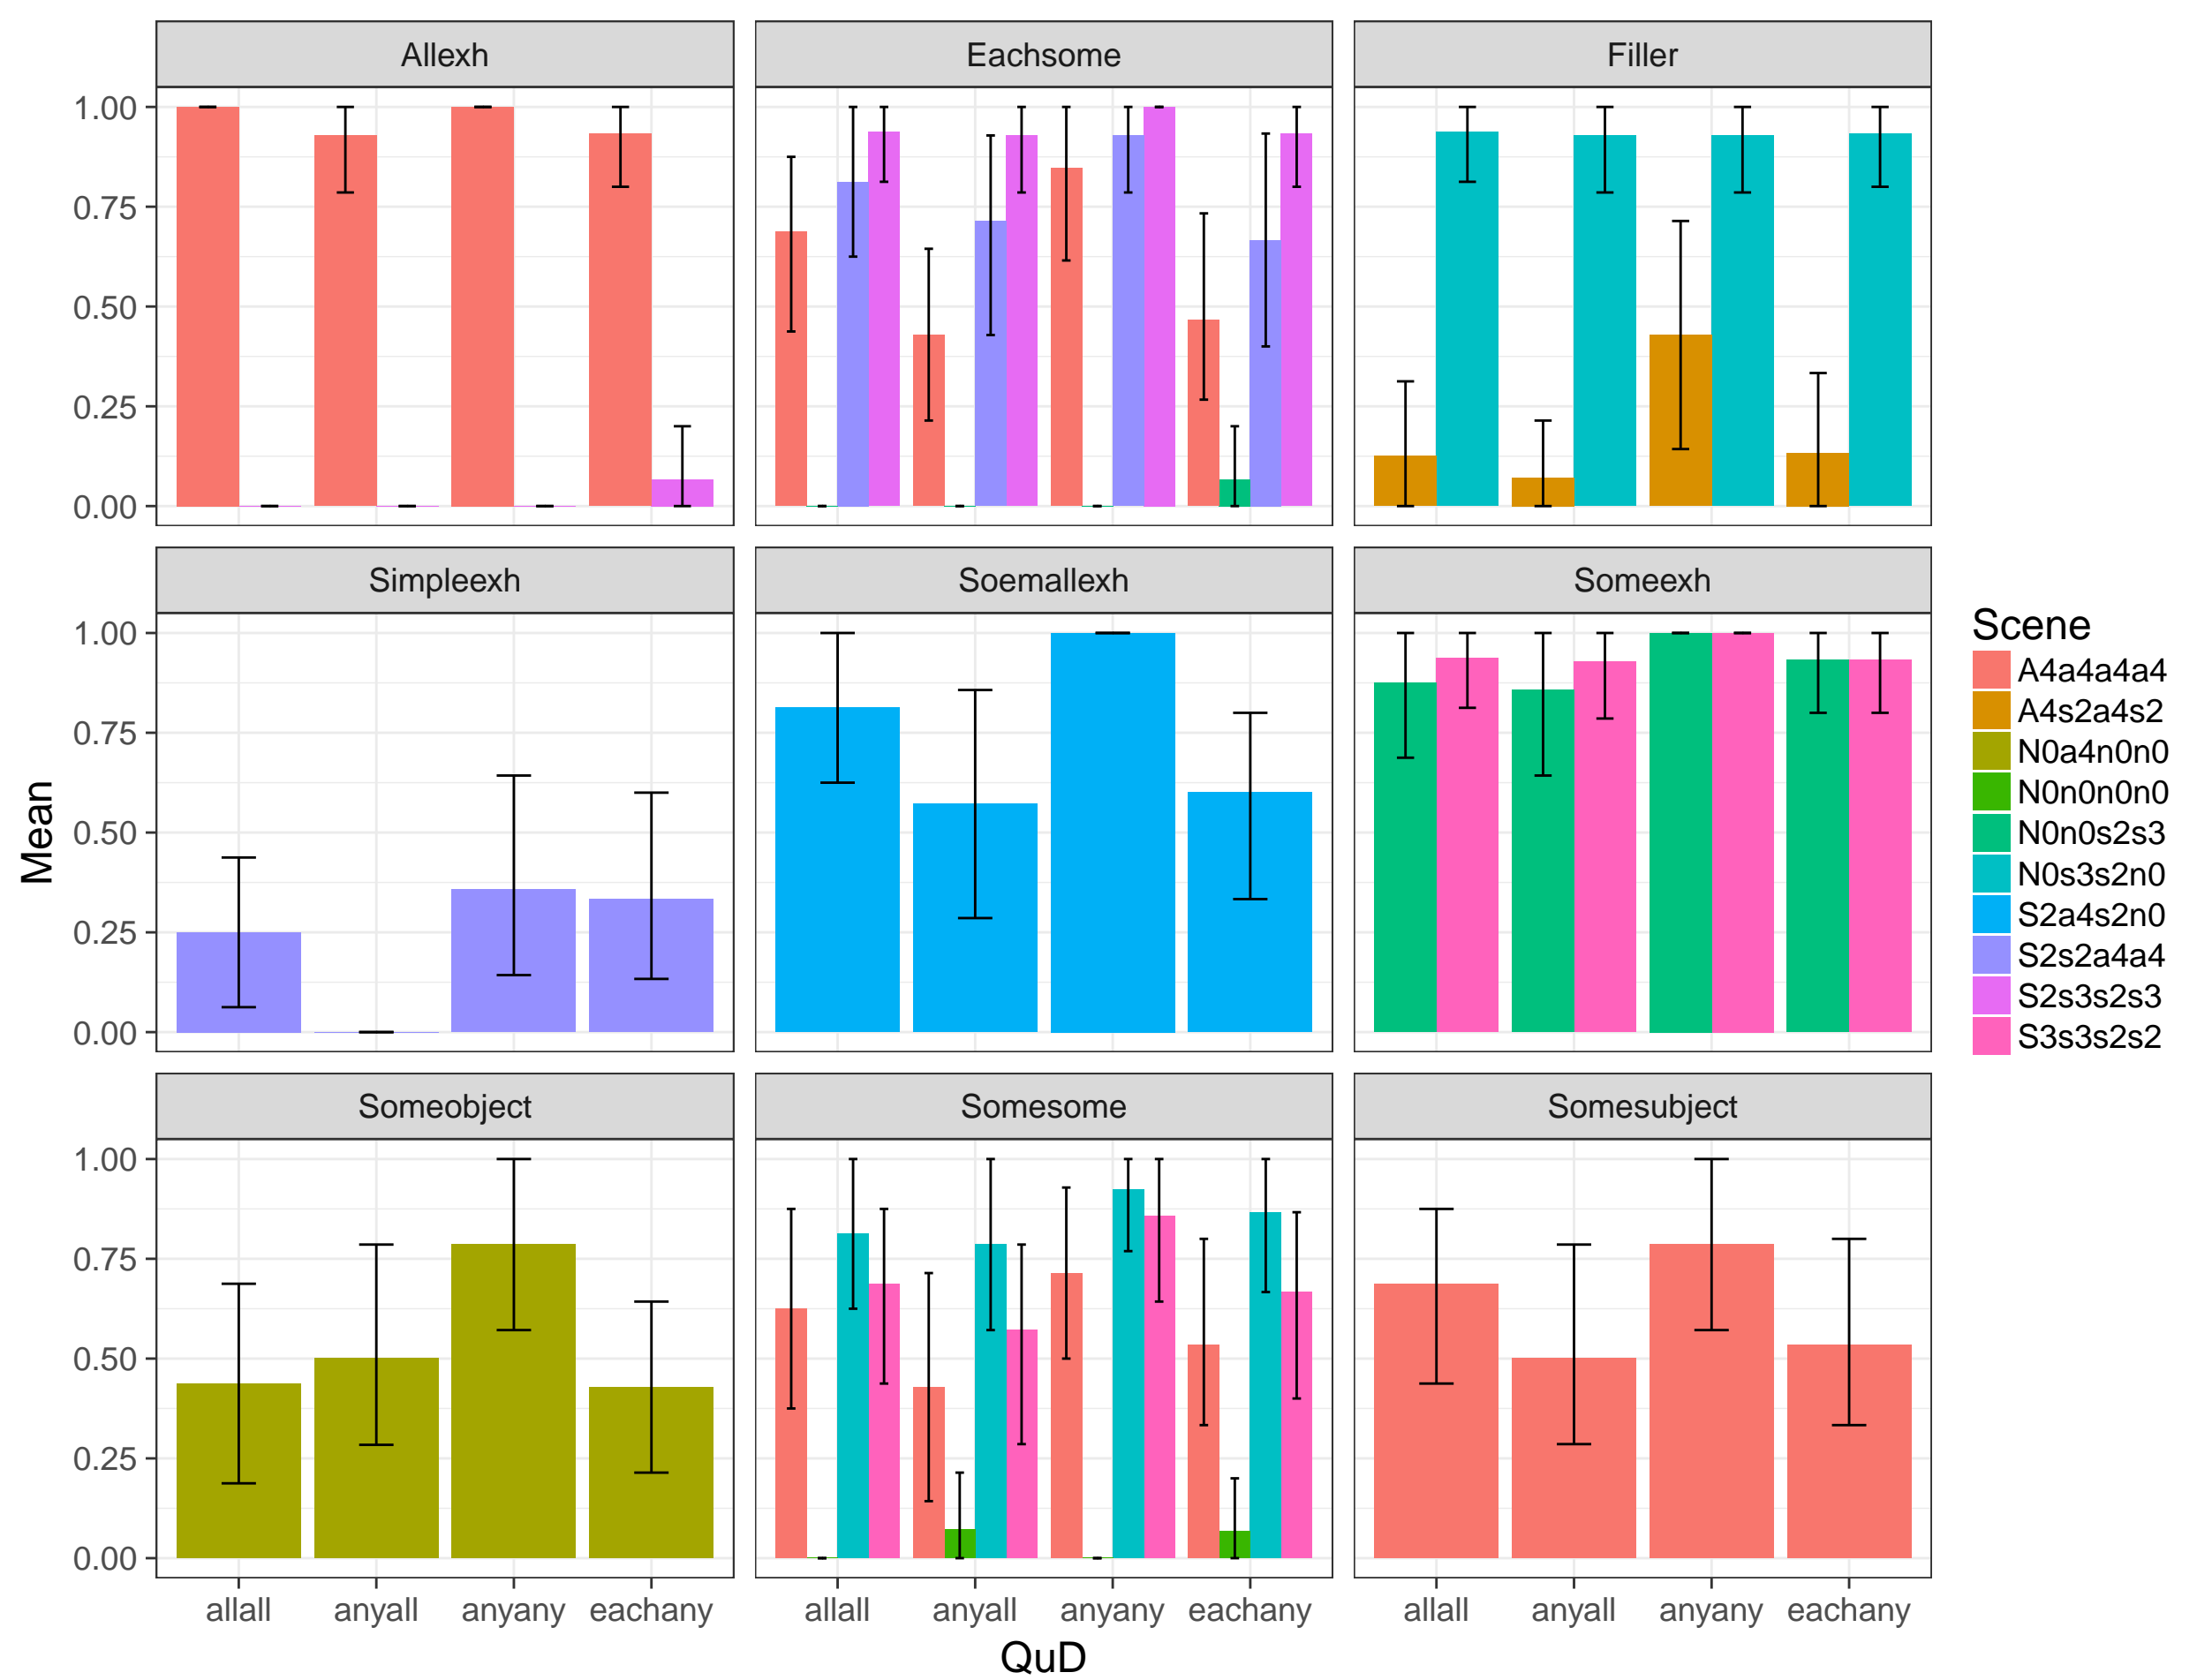 Allexh Eachsome Filler
1.00
0.75
0.50
0.25
0.00
Simpleexh Soemallexh Someexh
1.00
0.75
0.50
0.25
0.00
Mean
Scene
A4a4a4a4
A4s2a4s2
N0a4n0n0
N0n0n0n0
N0n0s2s3
N0s3s2n0
S2a4s2n0
S2s2a4a4
S2s3s2s3
S3s3s2s2
Someobject Somesome Somesubject
1.00
0.75
0.50
0.25
0.00
allall anyall anyany eachany allall anyall anyany eachany allall anyall anyany eachany
QuD